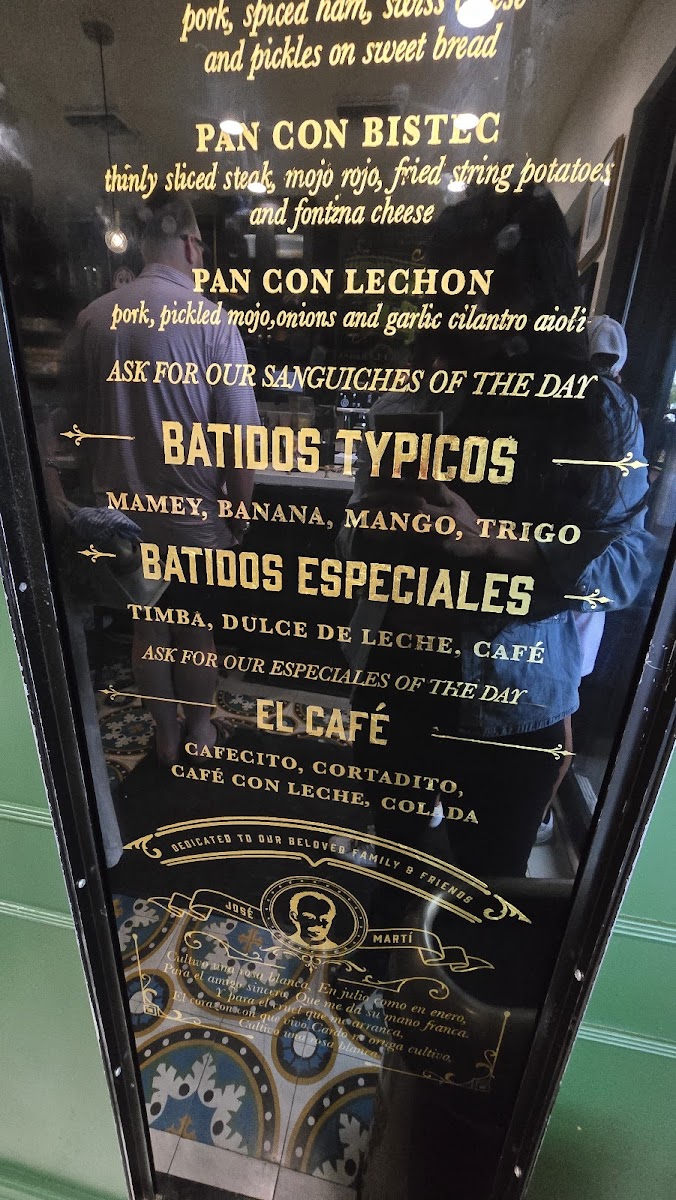 pork, spiced ham, swiss cheese
and pickles on sweet bread
PAN CON BISTEC
thinly sliced steak, mojo rojo, fried string potatoes
and fontina cheese
PAN CON LECHON
pork, pickled mojo, onions and garlic cilantro aioli
ASK FOR OUR SANGUICHES OF THE DAY
BATIDOS TYPICOS
MAMEY, BANANA, MANGO, TRIGO
BATIDOS ESPECIALES
TIMBA, DULCE DE LECHE, CAFÉ
ASK FOR OUR ESPECIALES OF THE DAY
EL CAFÉ
CAFECITO, CORTADITO,
CAFÉ CON LECHE, COLADA
DEDICATED TO OUR BELOVED FAMILY & FRIENDS
JOSÉ MARTÍ
Cultivo una rosa blanca, En julio como en enero,
Para el amigo sincero, Que me da su mano franca.
Y para el cruel que me arranca,
El corazon con que vivo, Cardo ni oruga cultivo,
Cultivo una rosa blanca.